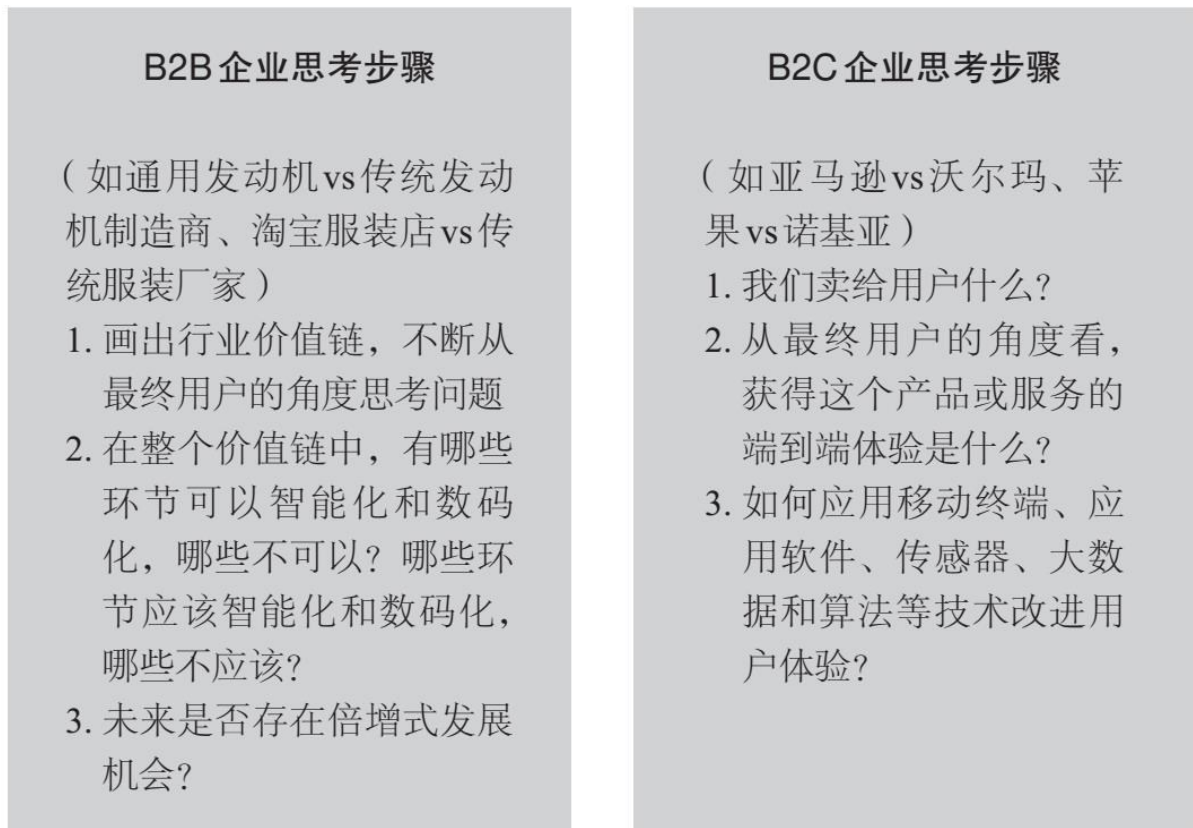 B2B企业思考步骤
（如通用发动机vs传统发动
机制造商、淘宝服装店vs传
统服装厂家）
1. 画出行业价值链，不断从
最终用户的角度思考问题
2. 在整个价值链中，有哪些
环节可以智能化和数码
化，哪些不可以？哪些环
节应该智能化和数码化，
哪些不应该？
3. 未来是否存在倍增式发展
机会？
B2C企业思考步骤
（如亚马逊vs沃尔玛、苹
果vs诺基亚）
1. 我们卖给用户什么？
2. 从最终用户的角度看，
获得这个产品或服务的
端到端体验是什么？
3. 如何应用移动终端、应
用软件、传感器、大数
据和算法等技术改进用
户体验？